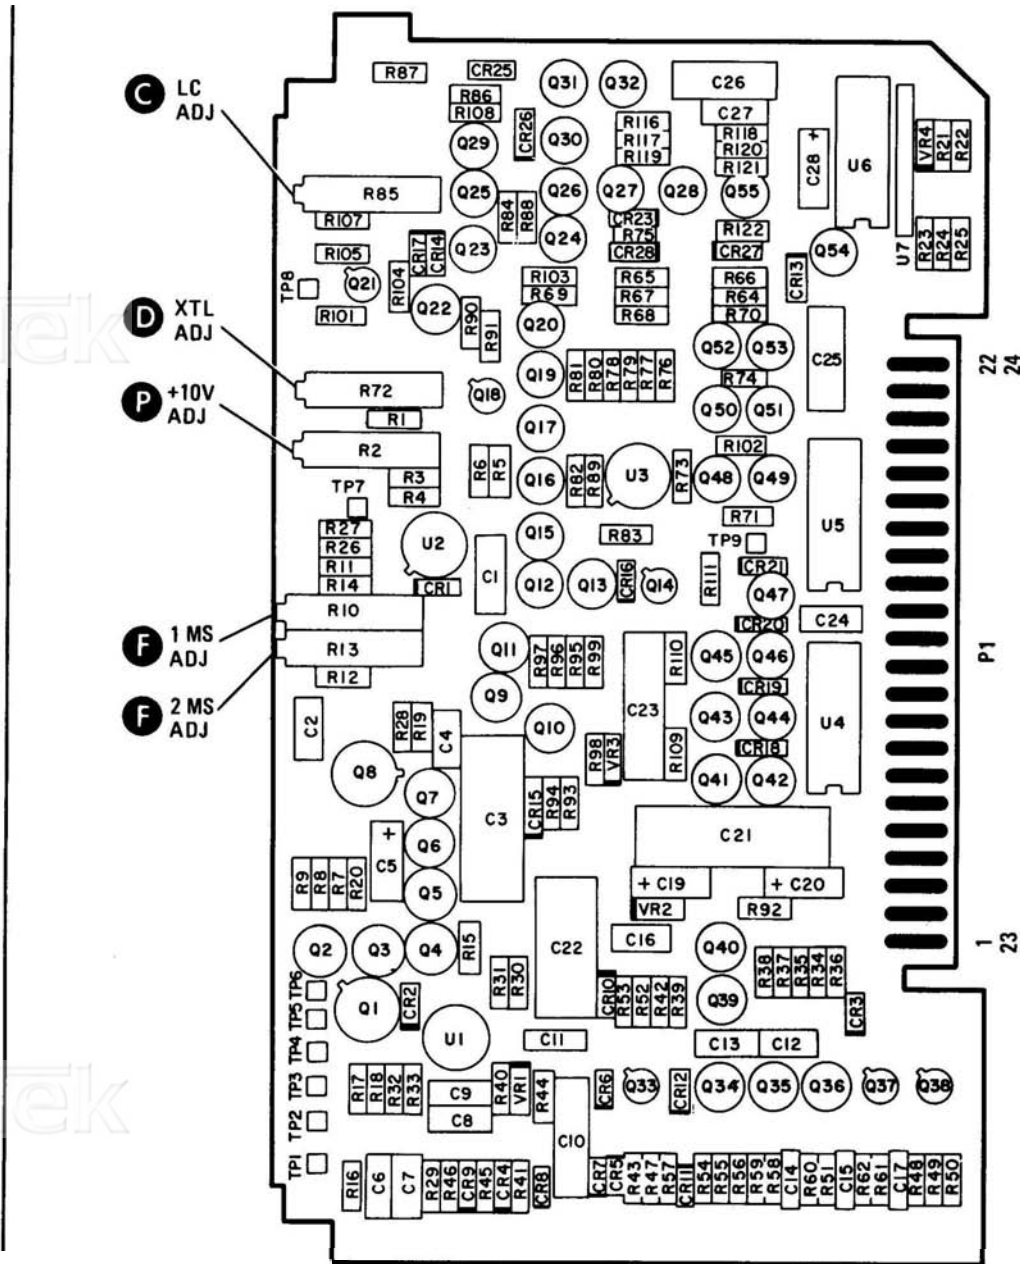 C LC ADJ
D XTL ADJ
P +10V ADJ
F 1 MS ADJ
F 2 MS ADJ
R87 CR25 Q31 Q32 C26
R86
R108
CR26
R116
R117
R119
C27
R118
R120
R121
C28 +
U6
VR4
R21
R22
Q29 Q30
R85
Q25
R84
R88
Q26 Q27 Q28 Q55
R107
CR23
R75
CR28
R122
CR27
Q54
U7
R23
R24
R25
R105
CR17
CR14
Q23
Q24
TP8
Q21
R104
R103
R69
R65
R67
R68
R66
R64
R70
CR13
R101
Q22
R90
R91
Q20
Q52 Q53
C25
R72
Q18
Q19
R81
R80
R78
R79
R77
R76
R74
R1
Q17
Q50 Q51
R2
R102
R3
R4
R6
R5
Q16
R82
R89
U3
R73
Q48 Q49
TP7
R27
R26
R11
R14
U2
CR1
C1
Q15
R83
R71
TP9
U5
Q12 Q13
CR16
Q14
R111
CR21
Q47
R10
R13
R12
CR20
C24
Q11
R97
R96
R95
R99
R110
Q45 Q46
Q9
CR19
C2
R28
R19
C4
Q10
C23
Q43 Q44
U4
R98
VR3
R109
CR18
Q8
Q7
C3
CR15
R94
R93
Q41 Q42
C5 +
Q6
C21
R9
R8
R7
R20
Q5
+ C19
+ C20
VR2
R92
Q2 Q3 Q4
R15
C22
C16
Q40
R31
R30
CR10
R53
R52
R42
R39
R38
R37
R35
R34
R36
Q39
CR3
TP6
TP5
TP4
TP3
TP2
TP1
Q1
CR2
U1
C11
C13 C12
R17
R18
R32
R33
C9
C8
R40
VR1
R44
C10
CR6
Q33
CR12
Q34 Q35 Q36 Q37 Q38
R16
C6
C7
R29
R46
CR9
R45
CR4
R41
CR8
CR7
CR5
R43
R47
R57
CR11
R54
R55
R56
R59
R58
C14
R60
R51
C15
R62
R61
C17
R48
R49
R50
22
24
P1
1
23
Tek
Tek